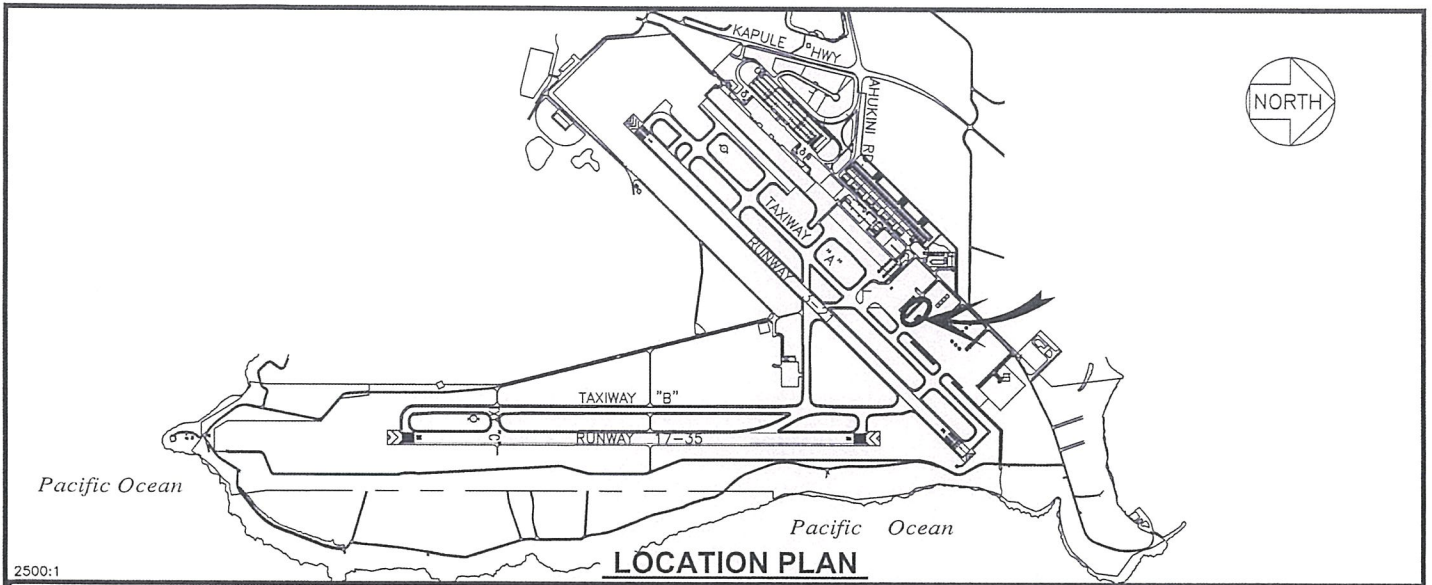 KAPULE HWY
AHUKINI RD
NORTH
TAXIWAY "A"
RUNWAY
TAXIWAY "B"
"C"
RUNWAY 17-35
Pacific Ocean
Pacific Ocean
LOCATION PLAN
2500:1